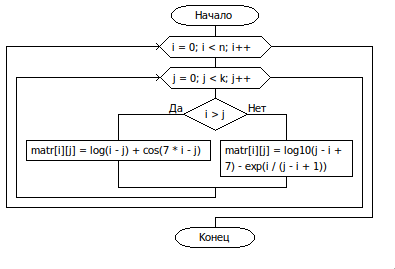 Начало
i = 0; i < n; i++
j = 0; j < k; j++
Да
i > j
Нет
matr[i][j] = log(i - j) + cos(7 * i - j)
matr[i][j] = log10(j - i +
7) - exp(i / (j - i + 1))
Конец